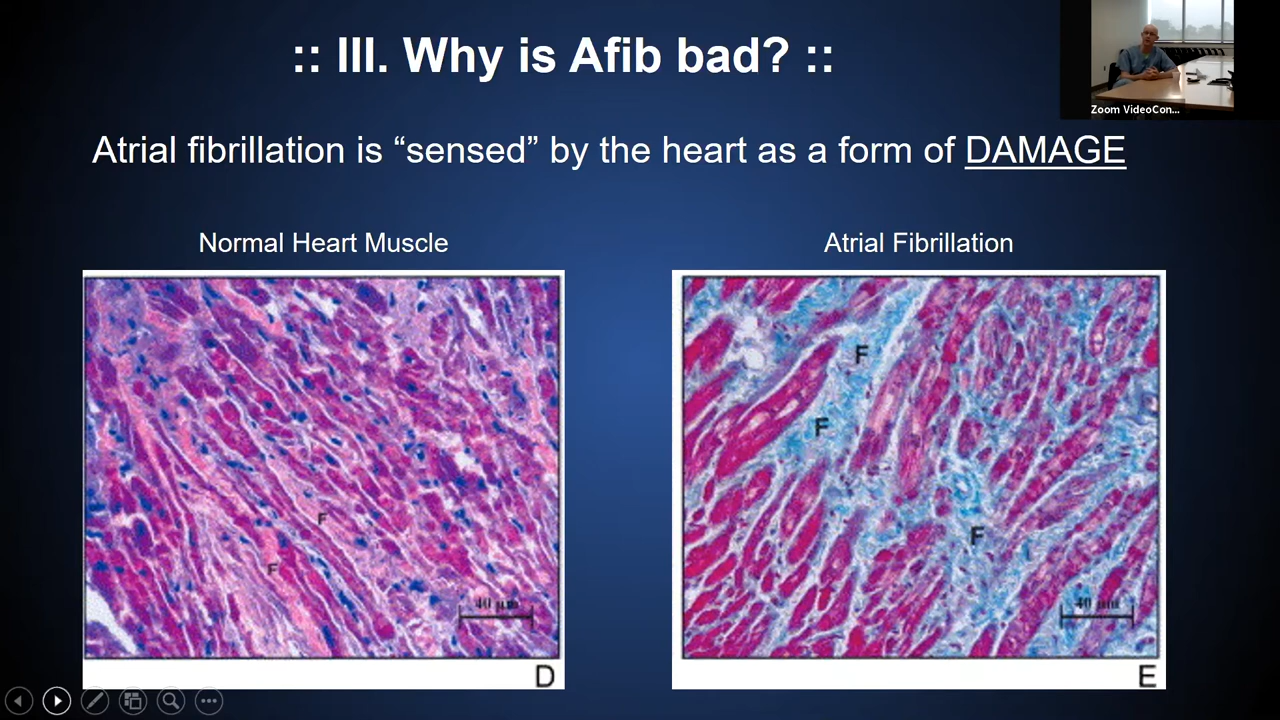 :: III. Why is Afib bad? ::
Zoom VideoCon...
Atrial fibrillation is “sensed” by the heart as a form of DAMAGE
Normal Heart Muscle
Atrial Fibrillation
F
F
40 μm
D
F
F
F
40 μm
E